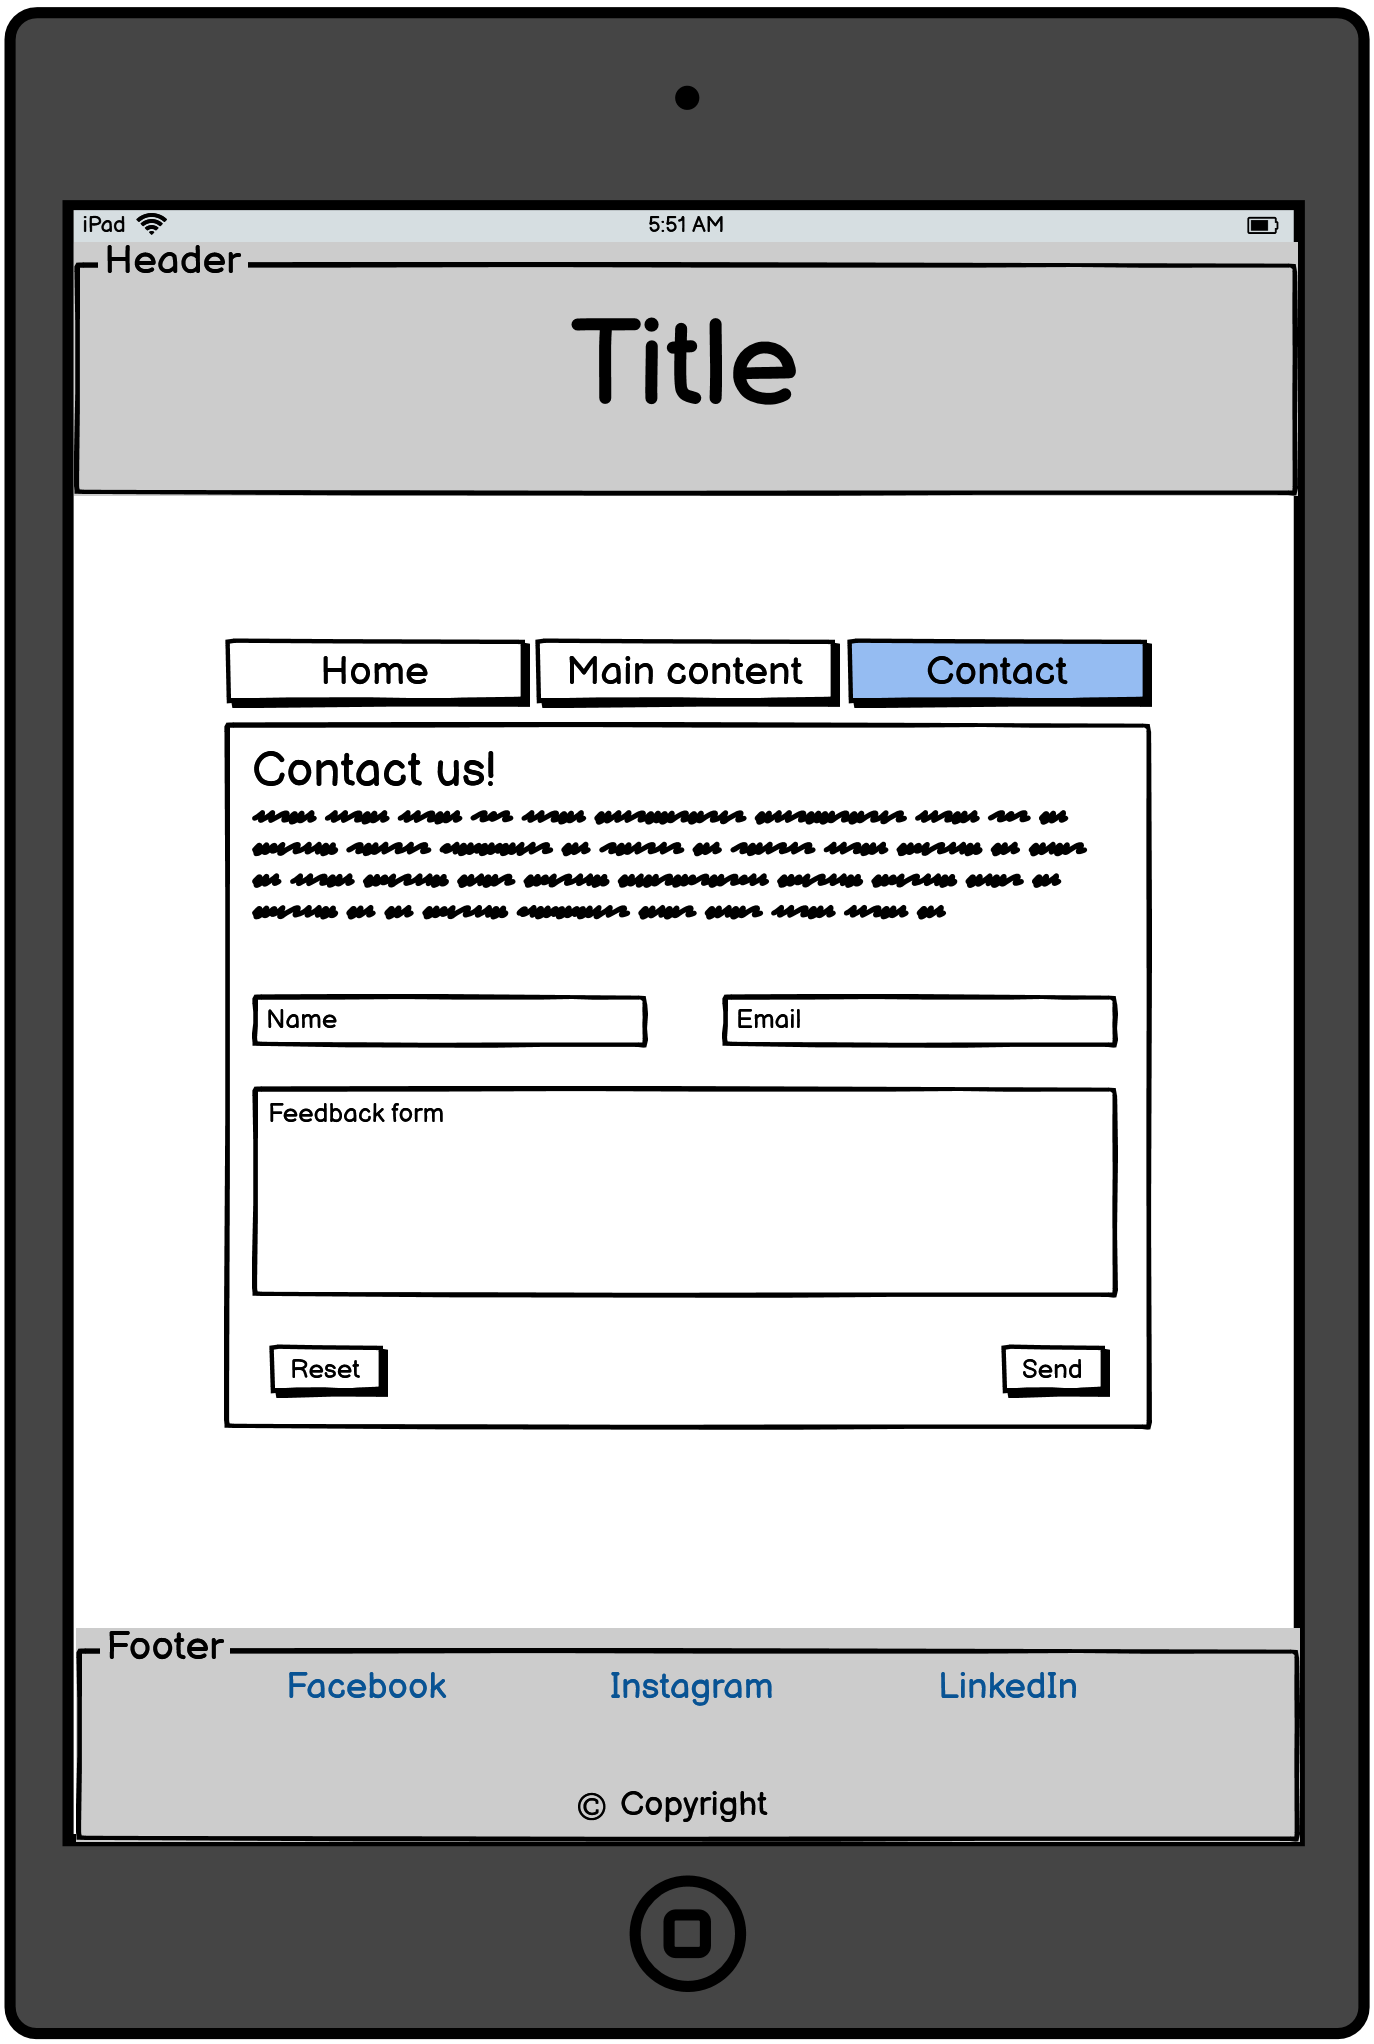 iPad 5:51 AM
Header
Title
Home Main content Contact
Contact us!
Name Email
Feedback form
Reset Send
Footer
Facebook Instagram LinkedIn
© Copyright